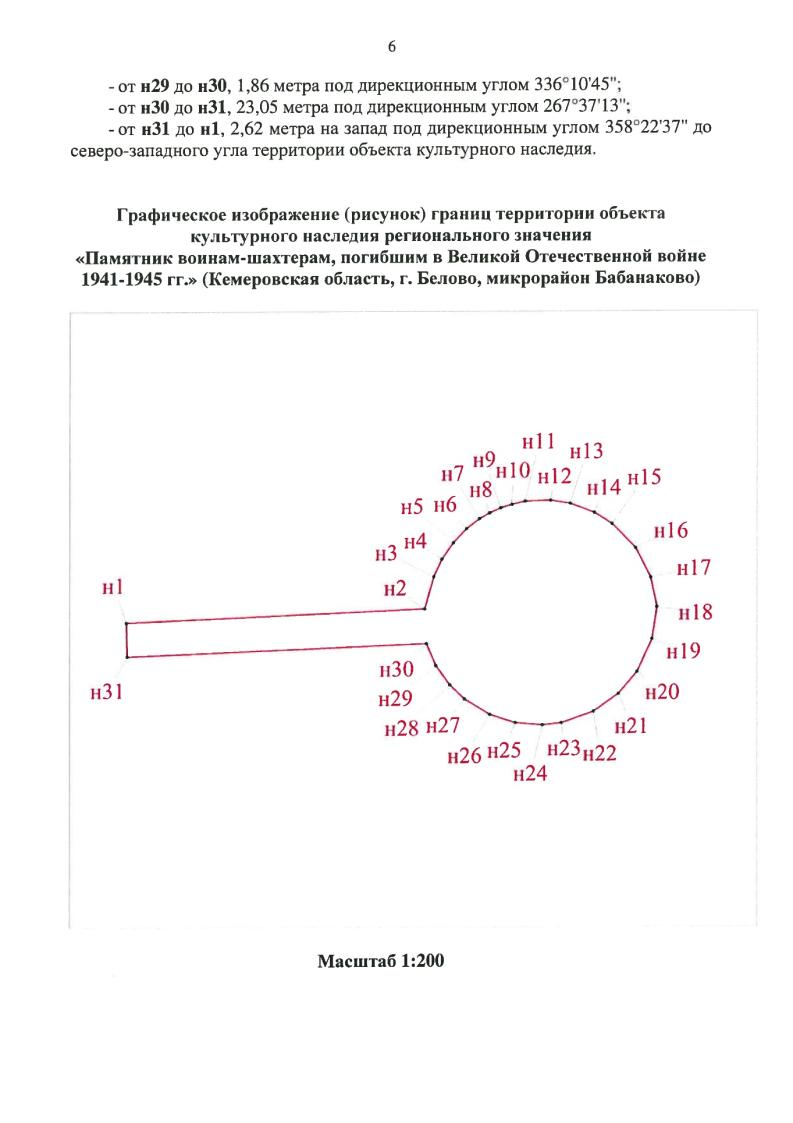 6
- от н29 до н30, 1,86 метра под дирекционным углом 336°10'45";
- от н30 до н31, 23,05 метра под дирекционным углом 267°37'13";
- от н31 до н1, 2,62 метра на запад под дирекционным углом 358°22'37" до
северо-западного угла территории объекта культурного наследия.
Графическое изображение (рисунок) границ территории объекта
культурного наследия регионального значения
«Памятник воинам-шахтерам, погибшим в Великой Отечественной войне
1941-1945 гг.» (Кемеровская область, г. Белово, микрорайон Бабанаково)
н1
н2
н3
н4
н5
н6
н7
н8
н9
н10
н11
н12
н13
н14
н15
н16
н17
н18
н19
н20
н21
н22
н23
н24
н25
н26
н27
н28
н29
н30
н31
Масштаб 1:200